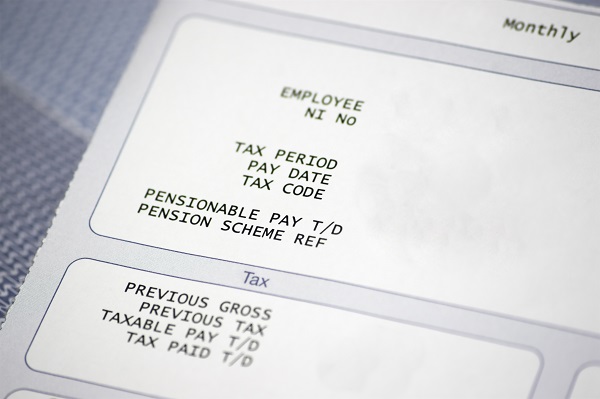 Monthly
EMPLOYEE
NI NO
TAX PERIOD
PAY DATE
TAX CODE
PENSIONABLE PAY T/D
PENSION SCHEME REF
Tax
PREVIOUS GROSS
PREVIOUS TAX
TAXABLE PAY T/D
TAX PAID T/D